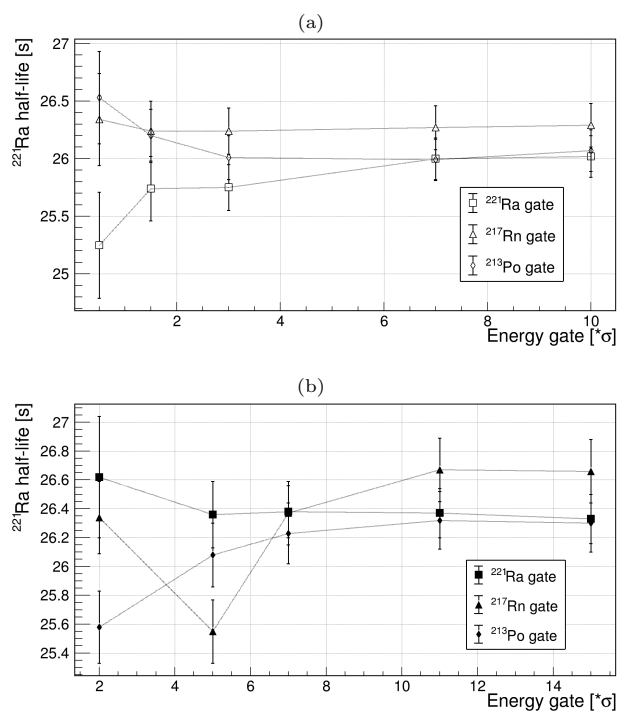 (a)
²²¹Ra half-life [s]
27
26.5
26
25.5
25
²²¹Ra gate
²¹⁷Rn gate
²¹³Po gate
2 4 6 8 10
Energy gate [*σ]
(b)
²²¹Ra half-life [s]
27
26.8
26.6
26.4
26.2
26
25.8
25.6
25.4
²²¹Ra gate
²¹⁷Rn gate
²¹³Po gate
2 4 6 8 10 12 14
Energy gate [*σ]